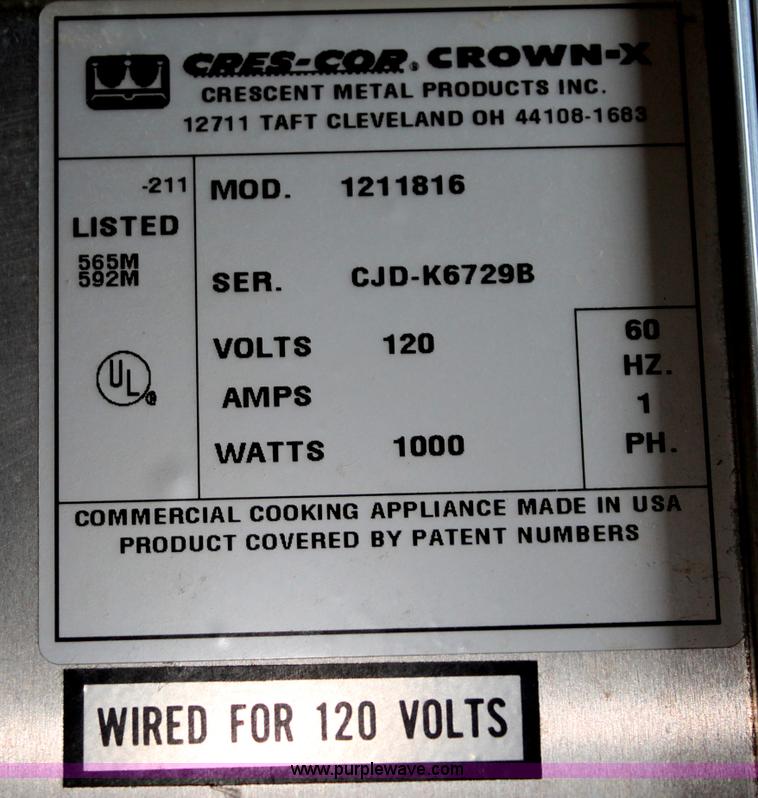 CRES-COR® CROWN-X
CRESCENT METAL PRODUCTS INC.
12711 TAFT CLEVELAND OH 44108-1683
-211
LISTED
565M
592M
UL
MOD. 1211816
SER. CJD-K6729B
VOLTS 120
AMPS
WATTS 1000
60
HZ.
1
PH.
COMMERCIAL COOKING APPLIANCE MADE IN USA
PRODUCT COVERED BY PATENT NUMBERS
WIRED FOR 120 VOLTS
www.purplewave.com